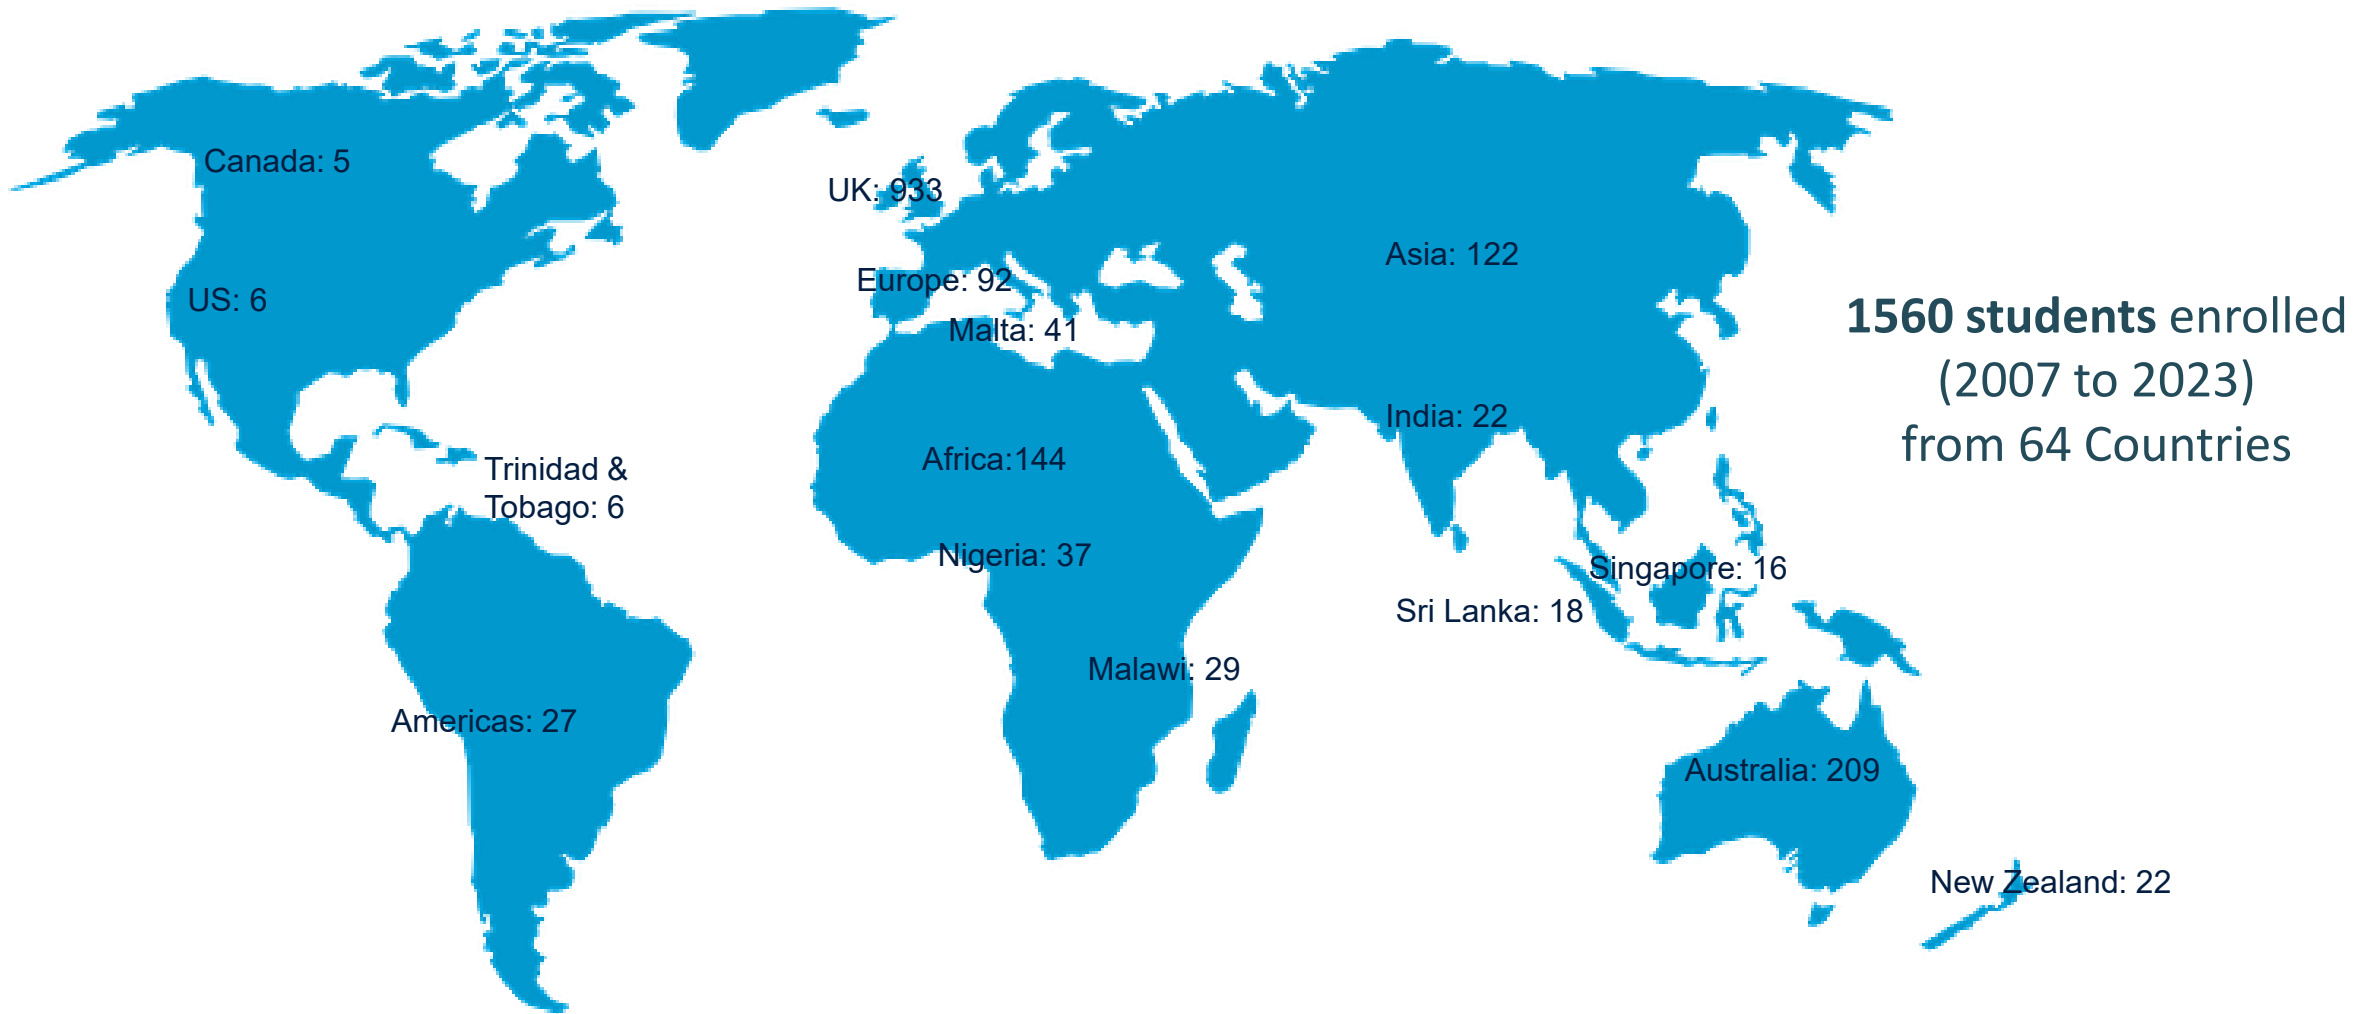 Canada: 5
UK: 933
Asia: 122
Europe: 92
US: 6
Malta: 41
1560 students enrolled
(2007 to 2023)
from 64 Countries
India: 22
Africa:144
Trinidad &
Tobago: 6
Nigeria: 37
Singapore: 16
Sri Lanka: 18
Malawi: 29
Americas: 27
Australia: 209
New Zealand: 22